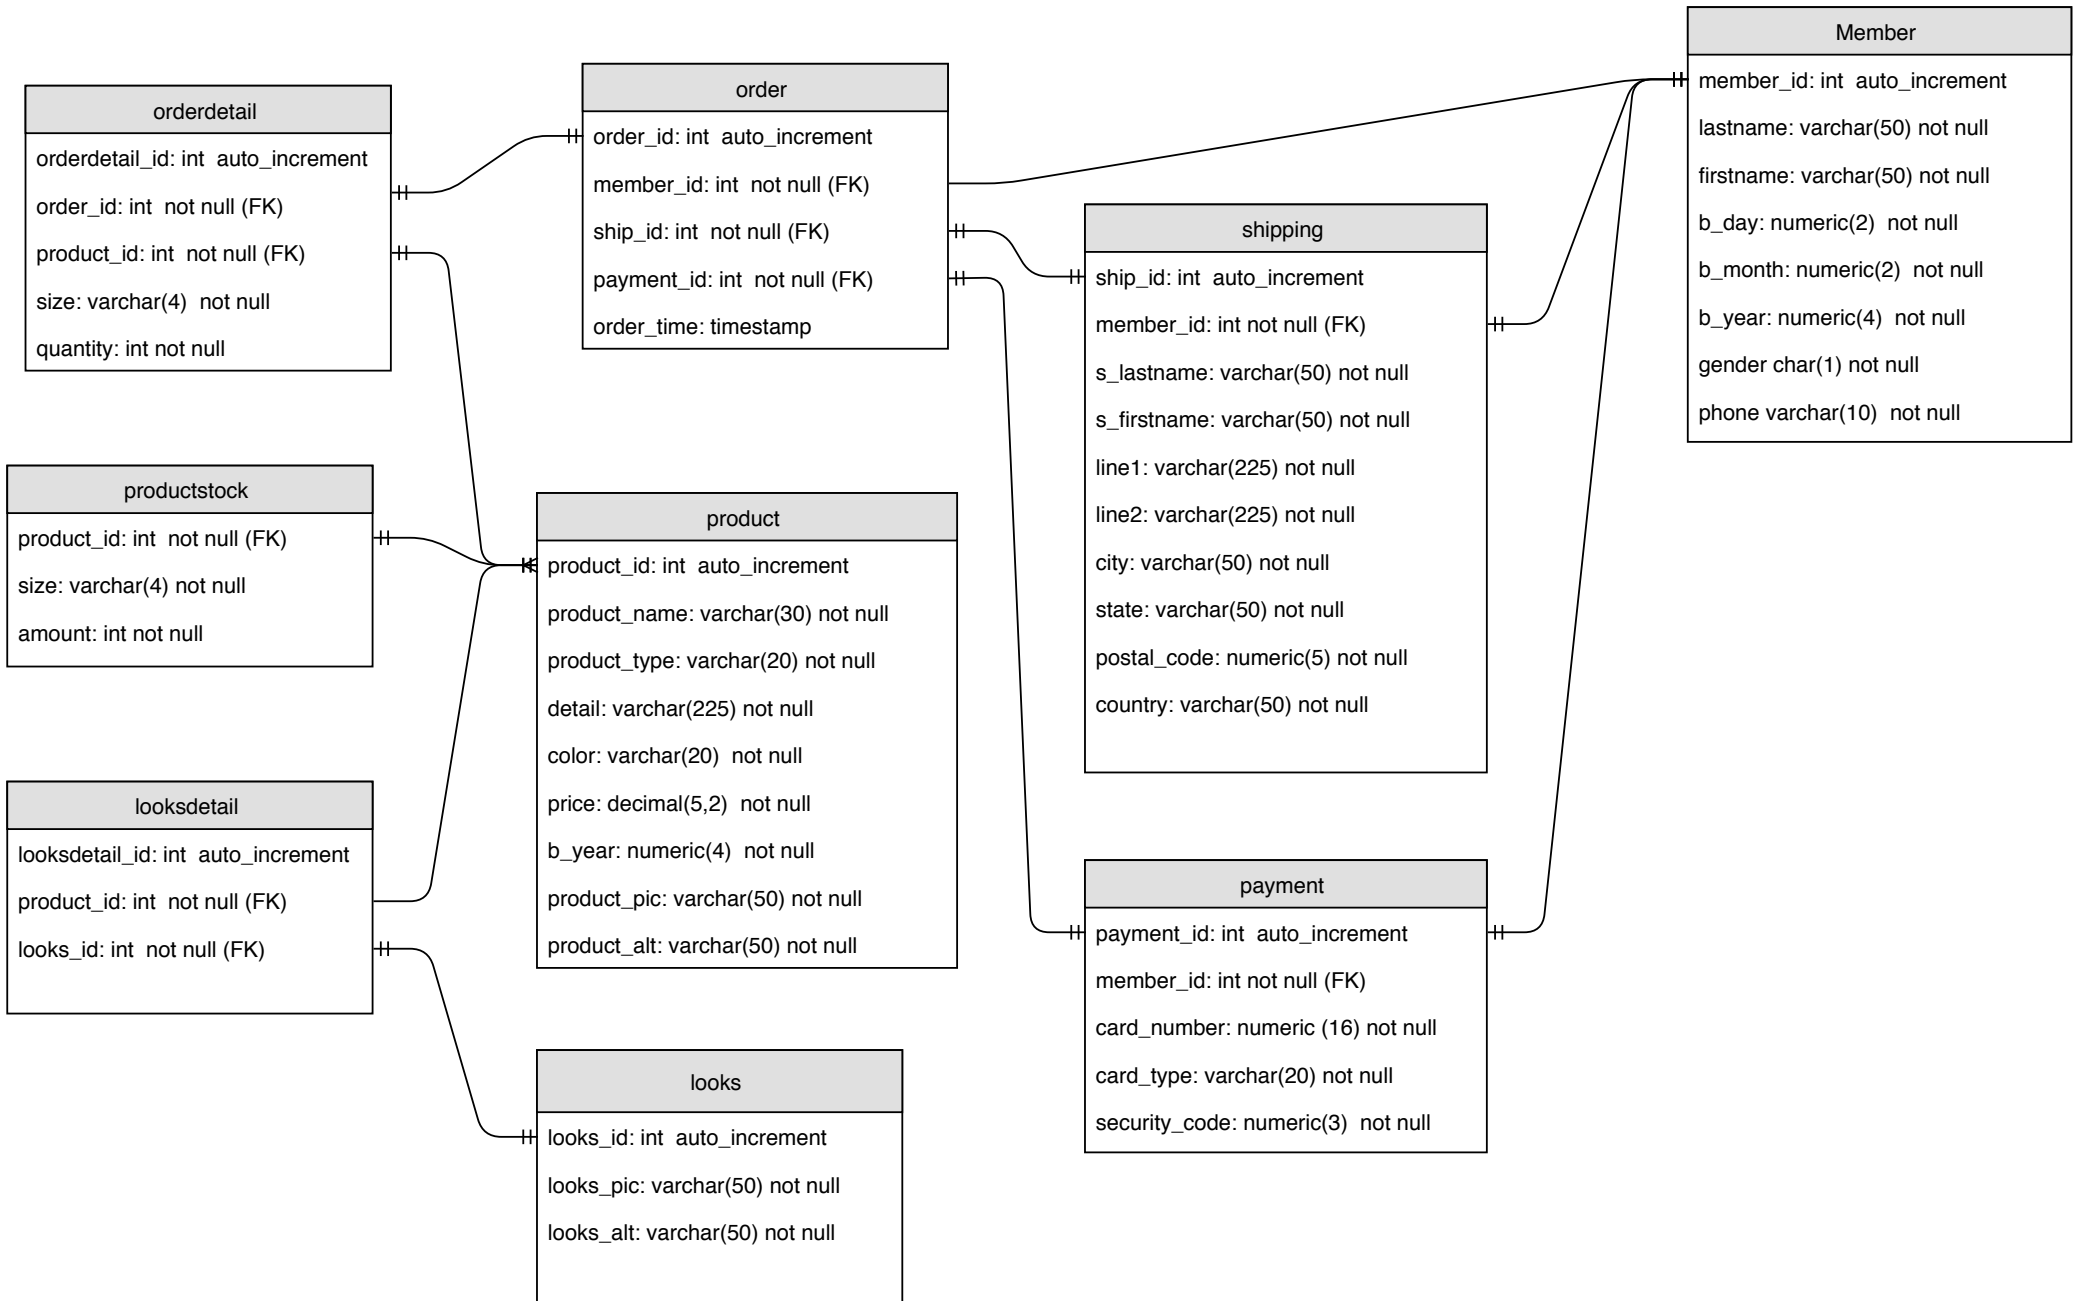 Member
member_id: int  auto_increment
lastname: varchar(50) not null
firstname: varchar(50) not null
b_day: numeric(2)  not null
b_month: numeric(2)  not null
b_year: numeric(4)  not null
gender char(1) not null
phone varchar(10)  not null
order
order_id: int  auto_increment
member_id: int  not null (FK)
ship_id: int  not null (FK)
payment_id: int  not null (FK)
order_time: timestamp
orderdetail
orderdetail_id: int  auto_increment
order_id: int  not null (FK)
product_id: int  not null (FK)
size: varchar(4)  not null
quantity: int not null
shipping
ship_id: int  auto_increment
member_id: int not null (FK)
s_lastname: varchar(50) not null
s_firstname: varchar(50) not null
line1: varchar(225) not null
line2: varchar(225) not null
city: varchar(50) not null
state: varchar(50) not null
postal_code: numeric(5) not null
country: varchar(50) not null
productstock
product_id: int  not null (FK)
size: varchar(4) not null
amount: int not null
product
product_id: int  auto_increment
product_name: varchar(30) not null
product_type: varchar(20) not null
detail: varchar(225) not null
color: varchar(20)  not null
price: decimal(5,2)  not null
b_year: numeric(4)  not null
product_pic: varchar(50) not null
product_alt: varchar(50) not null
looksdetail
looksdetail_id: int  auto_increment
product_id: int  not null (FK)
looks_id: int  not null (FK)
payment
payment_id: int  auto_increment
member_id: int not null (FK)
card_number: numeric (16) not null
card_type: varchar(20) not null
security_code: numeric(3)  not null
looks
looks_id: int  auto_increment
looks_pic: varchar(50) not null
looks_alt: varchar(50) not null